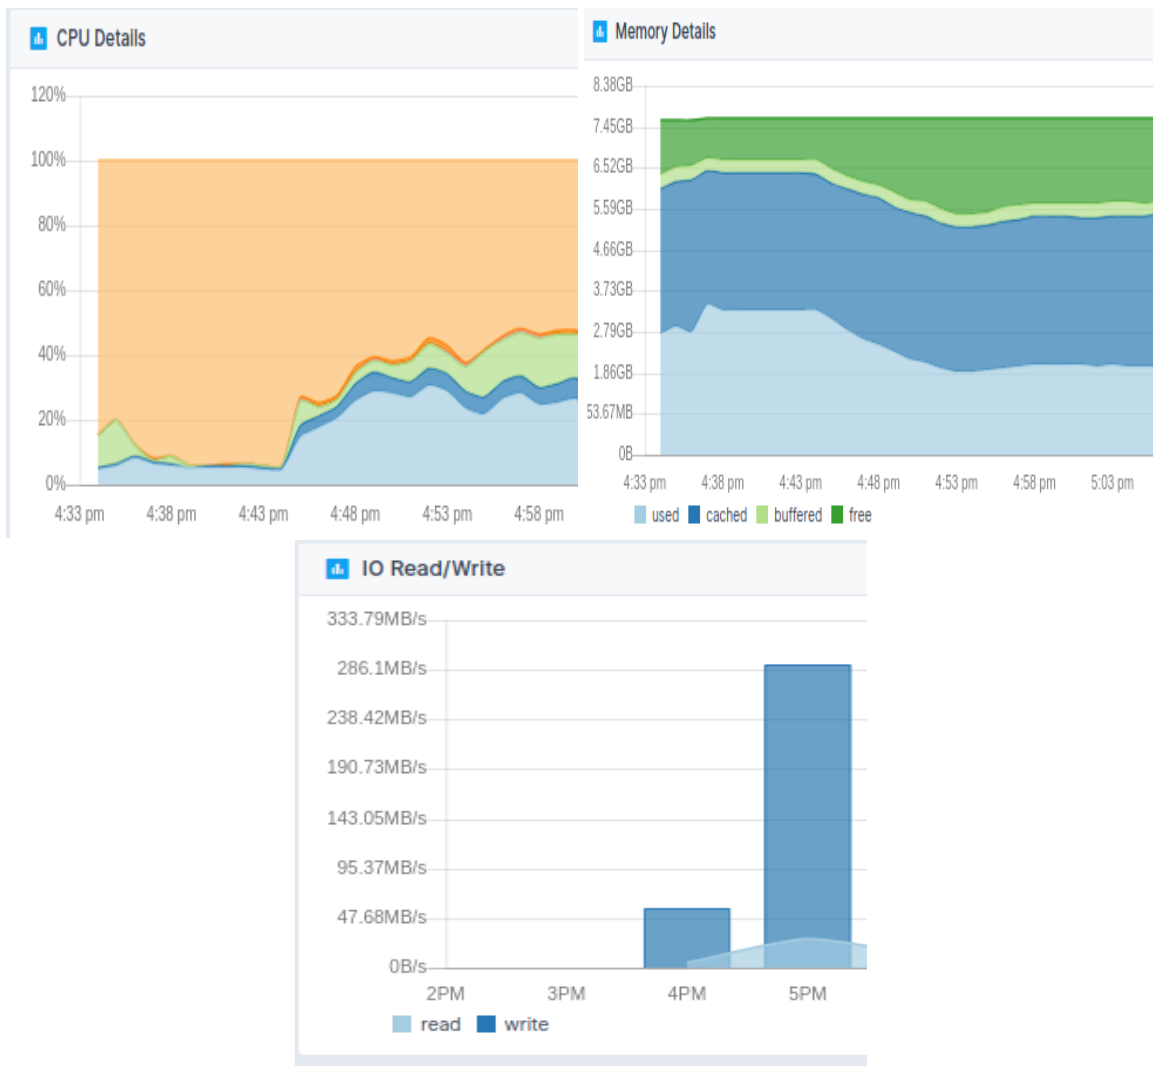 CPU Details
120%
100%
80%
60%
40%
20%
0%
4:33 pm 4:38 pm 4:43 pm 4:48 pm 4:53 pm 4:58 pm
Memory Details
8.38GB
7.45GB
6.52GB
5.59GB
4.66GB
3.73GB
2.79GB
1.86GB
53.67MB
0B
4:33 pm 4:38 pm 4:43 pm 4:48 pm 4:53 pm 4:58 pm 5:03 pm
used cached buffered free
IO Read/Write
333.79MB/s
286.1MB/s
238.42MB/s
190.73MB/s
143.05MB/s
95.37MB/s
47.68MB/s
0B/s
2PM 3PM 4PM 5PM
read write